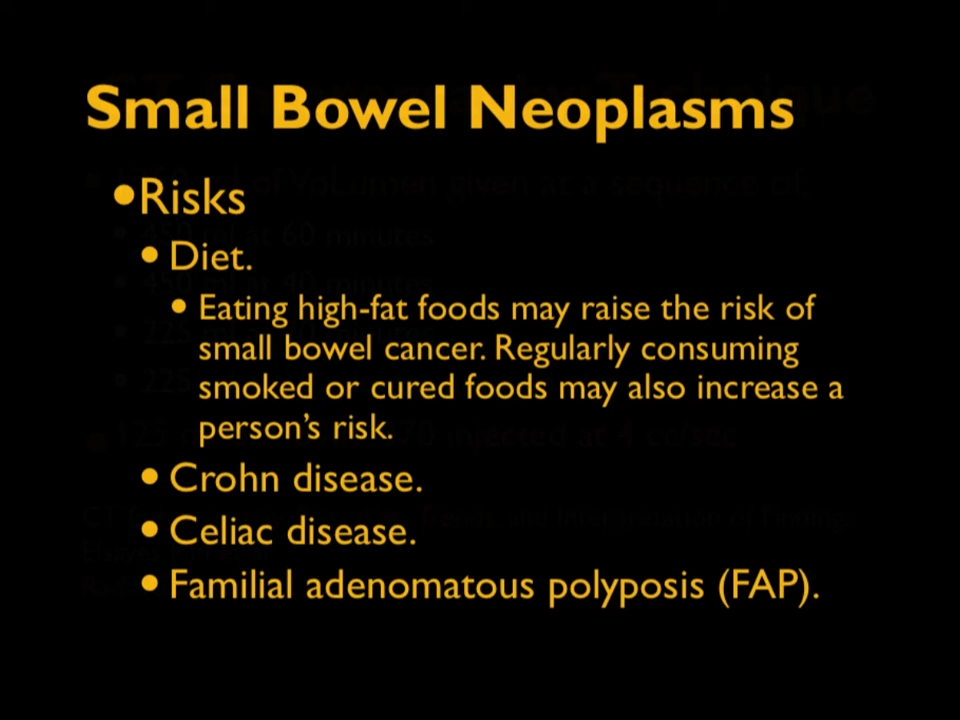 Small Bowel Neoplasms
•Risks
• Diet.
• Eating high-fat foods may raise the risk of
small bowel cancer. Regularly consuming
smoked or cured foods may also increase a
person's risk.
• Crohn disease.
• Celiac disease.
• Familial adenomatous polyposis (FAP).